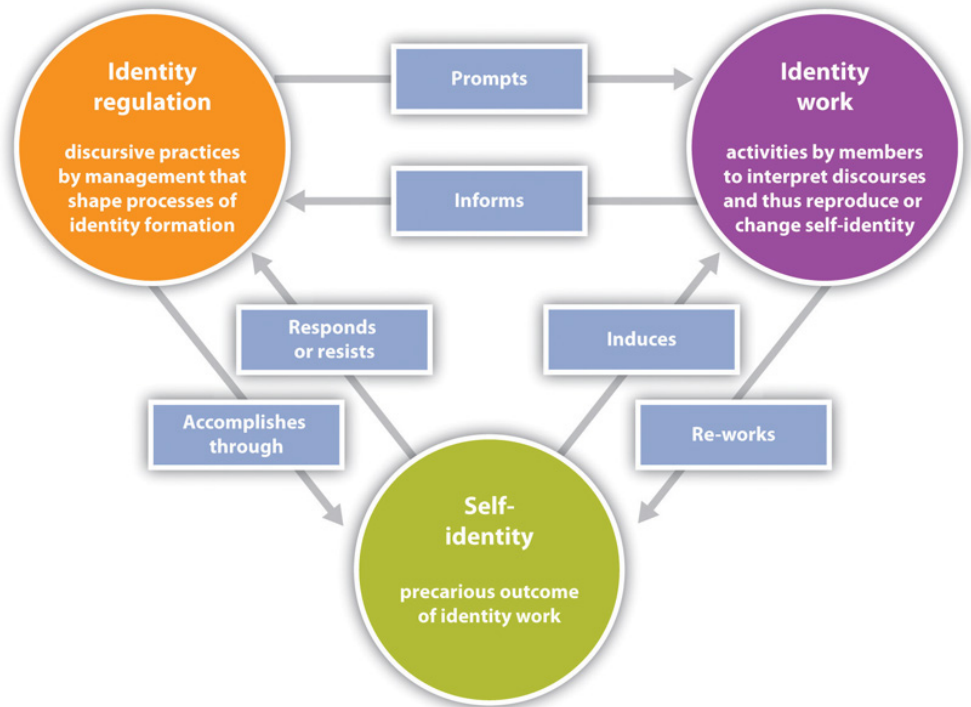 Identity
regulation
discursive practices
by management that
shape processes of
identity formation
Prompts
Informs
Identity
work
activities by members
to interpret discourses
and thus reproduce or
change self-identity
Responds
or resists
Accomplishes
through
Induces
Re-works
Self-
identity
precarious outcome
of identity work